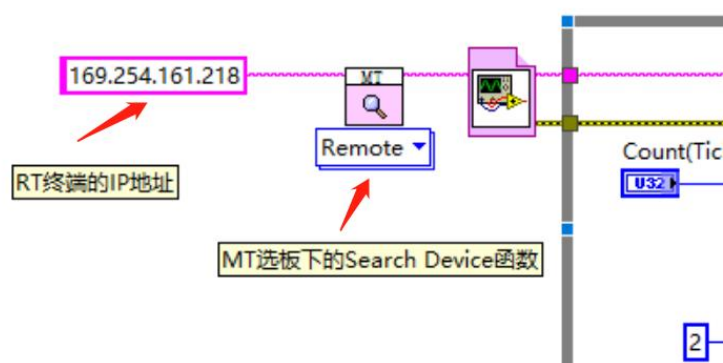 169.254.161.218
MT
Remote
RT终端的IP地址
MT选板下的Search Device函数
Count(Tic
U32
2